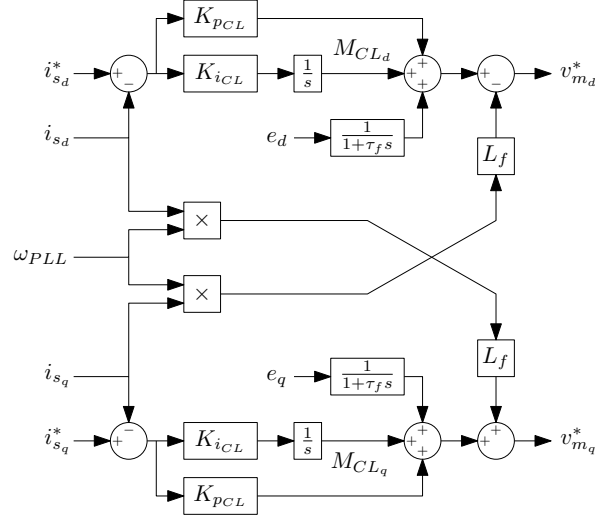 K_{p_{CL}}
i^*_{s_d} + − K_{i_{CL}} 1/s M_{CL_d} + + + + − v^*_{m_d}
i_{s_d} e_d 1/(1+τ_f s) L_f
×
ω_{PLL}
×
i_{s_q} e_q 1/(1+τ_f s) L_f
i^*_{s_q} + − K_{i_{CL}} 1/s M_{CL_q} + + + + + v^*_{m_q}
K_{p_{CL}}